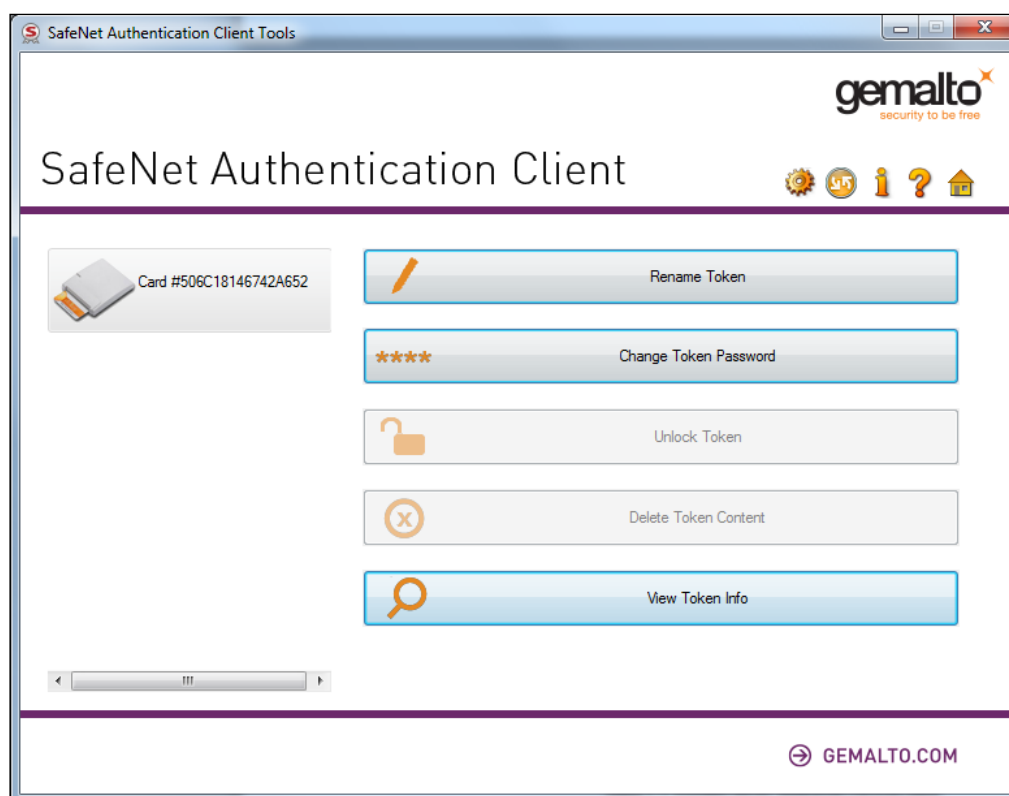 SafeNet Authentication Client Tools
gemalto
security to be free
SafeNet Authentication Client
Card #506C18146742A652
Rename Token
**** Change Token Password
Unlock Token
Delete Token Content
View Token Info
GEMALTO.COM